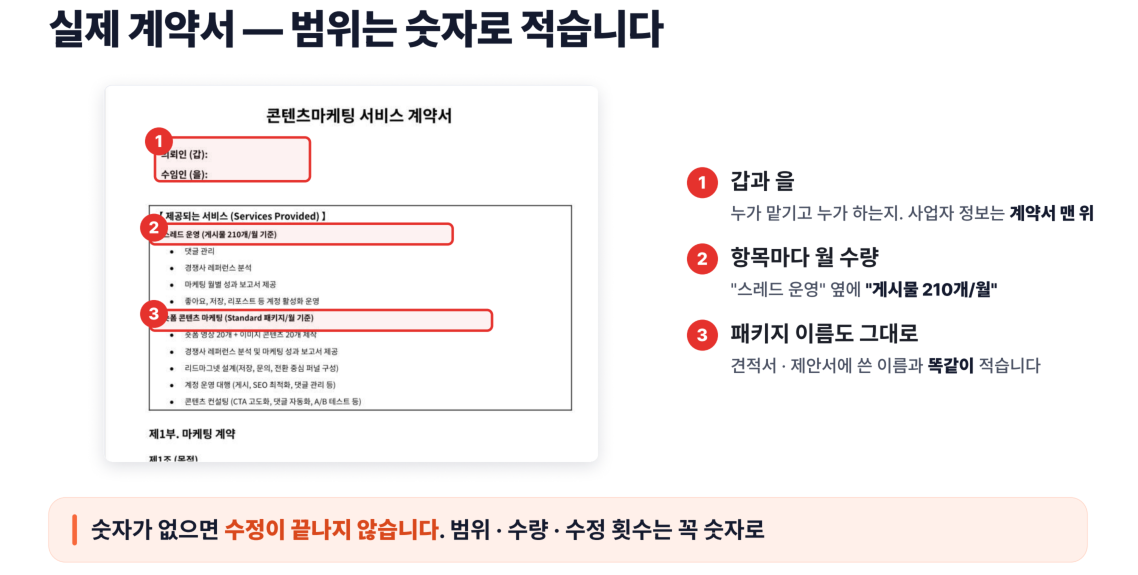 실제 계약서 — 범위는 숫자로 적습니다
콘텐츠마케팅 서비스 계약서
1
의뢰인 (갑):
수임인 (을):
【 제공되는 서비스 (Services Provided) 】
2
스레드 운영 (게시물 210개/월 기준)
• 댓글 관리
• 경쟁사 레퍼런스 분석
• 마케팅 월별 성과 보고서 제공
• 좋아요, 저장, 리포스트 등 계정 활성화 운영
3
숏폼 콘텐츠 마케팅 (Standard 패키지/월 기준)
• 숏폼 영상 20개 + 이미지 콘텐츠 20개 제작
• 경쟁사 레퍼런스 분석 및 마케팅 성과 보고서 제공
• 리드마그넷 설계(저장, 문의, 전환 중심 퍼널 구성)
• 계정 운영 대행 (게시, SEO 최적화, 댓글 관리 등)
• 콘텐츠 컨설팅 (CTA 고도화, 댓글 자동화, A/B 테스트 등)
제1부. 마케팅 계약
제1조 (목적)
1 갑과 을
누가 맡기고 누가 하는지. 사업자 정보는 계약서 맨 위
2 항목마다 월 수량
"스레드 운영" 옆에 "게시물 210개/월"
3 패키지 이름도 그대로
견적서 · 제안서에 쓴 이름과 똑같이 적습니다
숫자가 없으면 수정이 끝나지 않습니다. 범위 · 수량 · 수정 횟수는 꼭 숫자로